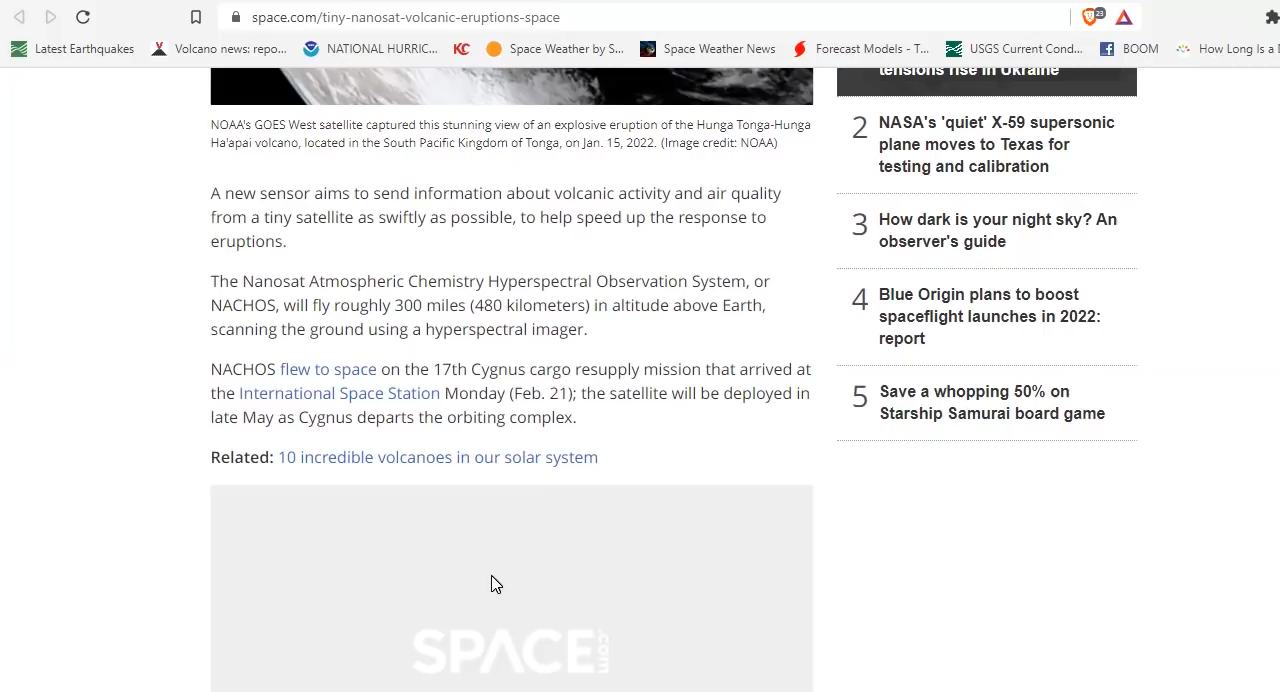 space.com/tiny-nanosat-volcanic-eruptions-space
23
Latest Earthquakes
Volcano news: repo...
NATIONAL HURRIC...
KC
Space Weather by S...
Space Weather News
Forecast Models - T...
USGS Current Cond...
BOOM
How Long Is a D
NOAA's GOES West satellite captured this stunning view of an explosive eruption of the Hunga Tonga-Hunga
Ha'apai volcano, located in the South Pacific Kingdom of Tonga, on Jan. 15, 2022. (Image credit: NOAA)
A new sensor aims to send information about volcanic activity and air quality
from a tiny satellite as swiftly as possible, to help speed up the response to
eruptions.
The Nanosat Atmospheric Chemistry Hyperspectral Observation System, or
NACHOS, will fly roughly 300 miles (480 kilometers) in altitude above Earth,
scanning the ground using a hyperspectral imager.
NACHOS flew to space on the 17th Cygnus cargo resupply mission that arrived at
the International Space Station Monday (Feb. 21); the satellite will be deployed in
late May as Cygnus departs the orbiting complex.
Related: 10 incredible volcanoes in our solar system
SPACE.com
tensions rise in Ukraine
2 NASA's 'quiet' X-59 supersonic
plane moves to Texas for
testing and calibration
3 How dark is your night sky? An
observer's guide
4 Blue Origin plans to boost
spaceflight launches in 2022:
report
5 Save a whopping 50% on
Starship Samurai board game